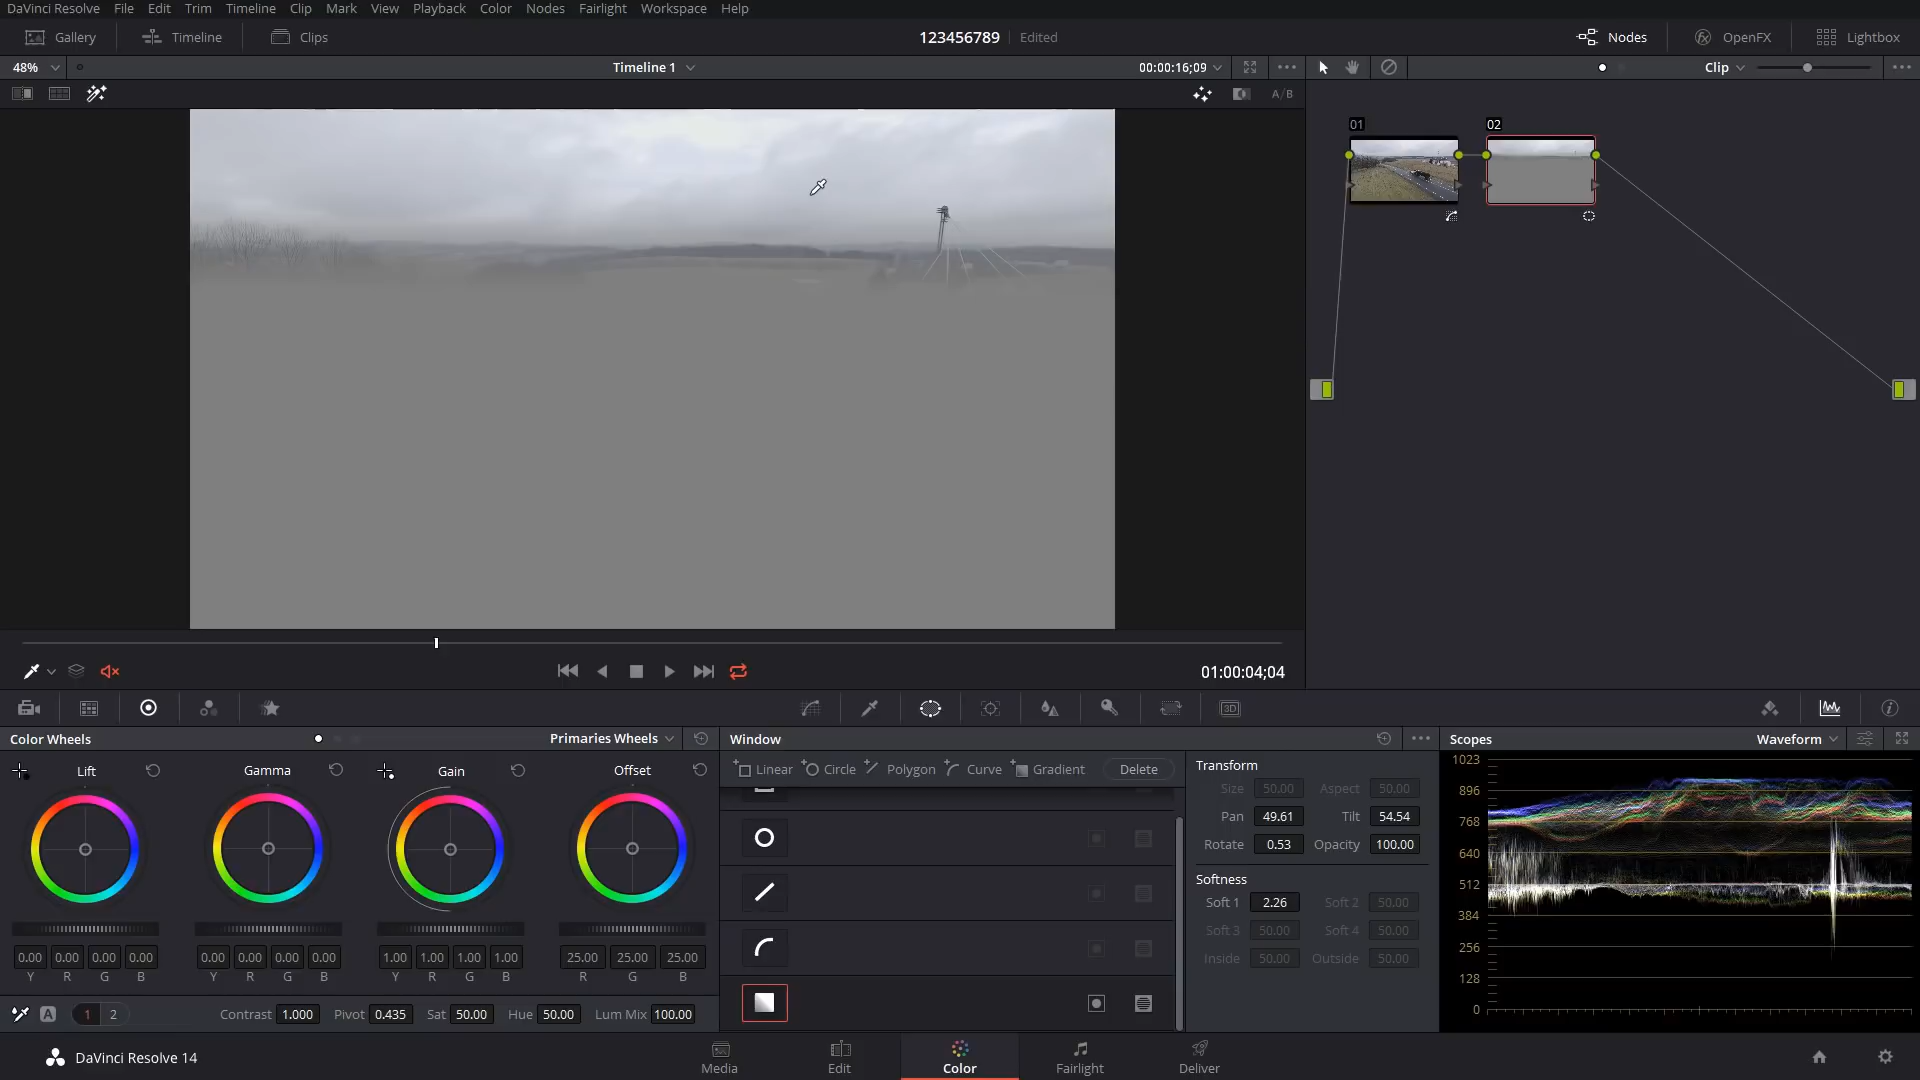 DaVinci Resolve File Edit Trim Timeline Clip Mark View Playback Color Nodes Fairlight Workspace Help
Gallery Timeline Clips 123456789 Edited Nodes OpenFX Lightbox
48% Timeline 1 00:00:16;09 Clip
A/B
01 02
01:00:04;04
3D
Color Wheels Primaries Wheels Window Scopes Waveform
Lift Gamma Gain Offset
Linear Circle Polygon Curve Gradient Delete
Transform
Size 50.00 Aspect 50.00
Pan 49.61 Tilt 54.54
Rotate 0.53 Opacity 100.00
Softness
Soft 1 2.26 Soft 2 50.00
Soft 3 50.00 Soft 4 50.00
Inside 50.00 Outside 50.00
1023
896
768
640
512
384
256
128
0
0.00 0.00 0.00 0.00 0.00 0.00 0.00 0.00 1.00 1.00 1.00 1.00 25.00 25.00 25.00
Y R G B Y R G B Y R G B R G B
A 1 2 Contrast 1.000 Pivot 0.435 Sat 50.00 Hue 50.00 Lum Mix 100.00
DaVinci Resolve 14 Media Edit Color Fairlight Deliver